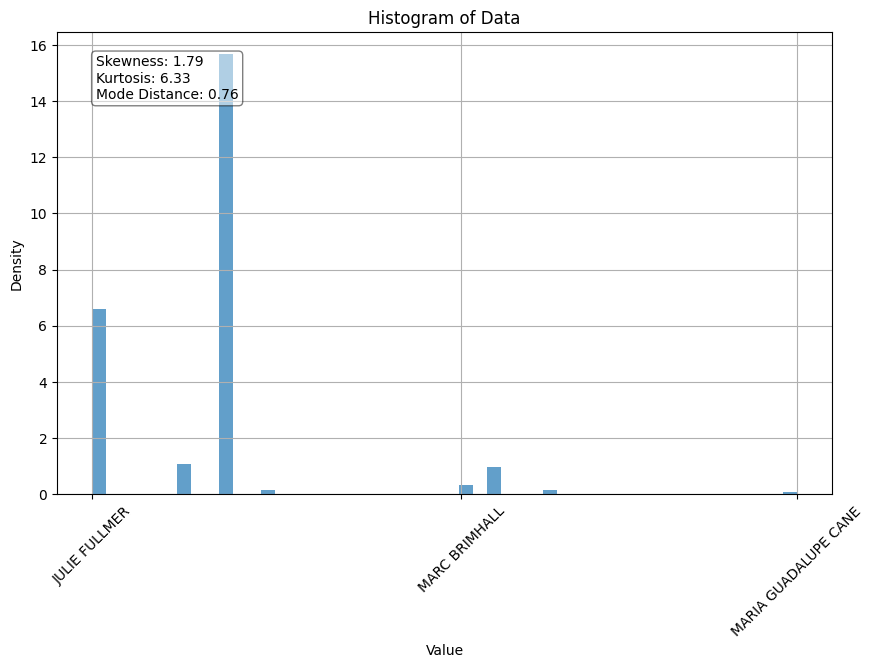 Histogram of Data
Skewness: 1.79
Kurtosis: 6.33
Mode Distance: 0.76
Density
16
14
12
10
8
6
4
2
0
JULIE FULLMER
MARC BRIMHALL
MARIA GUADALUPE CANE
Value